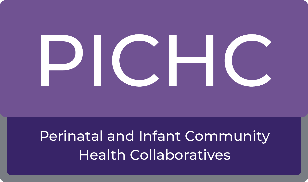 PICHC
Perinatal and Infant Community
Health Collaboratives